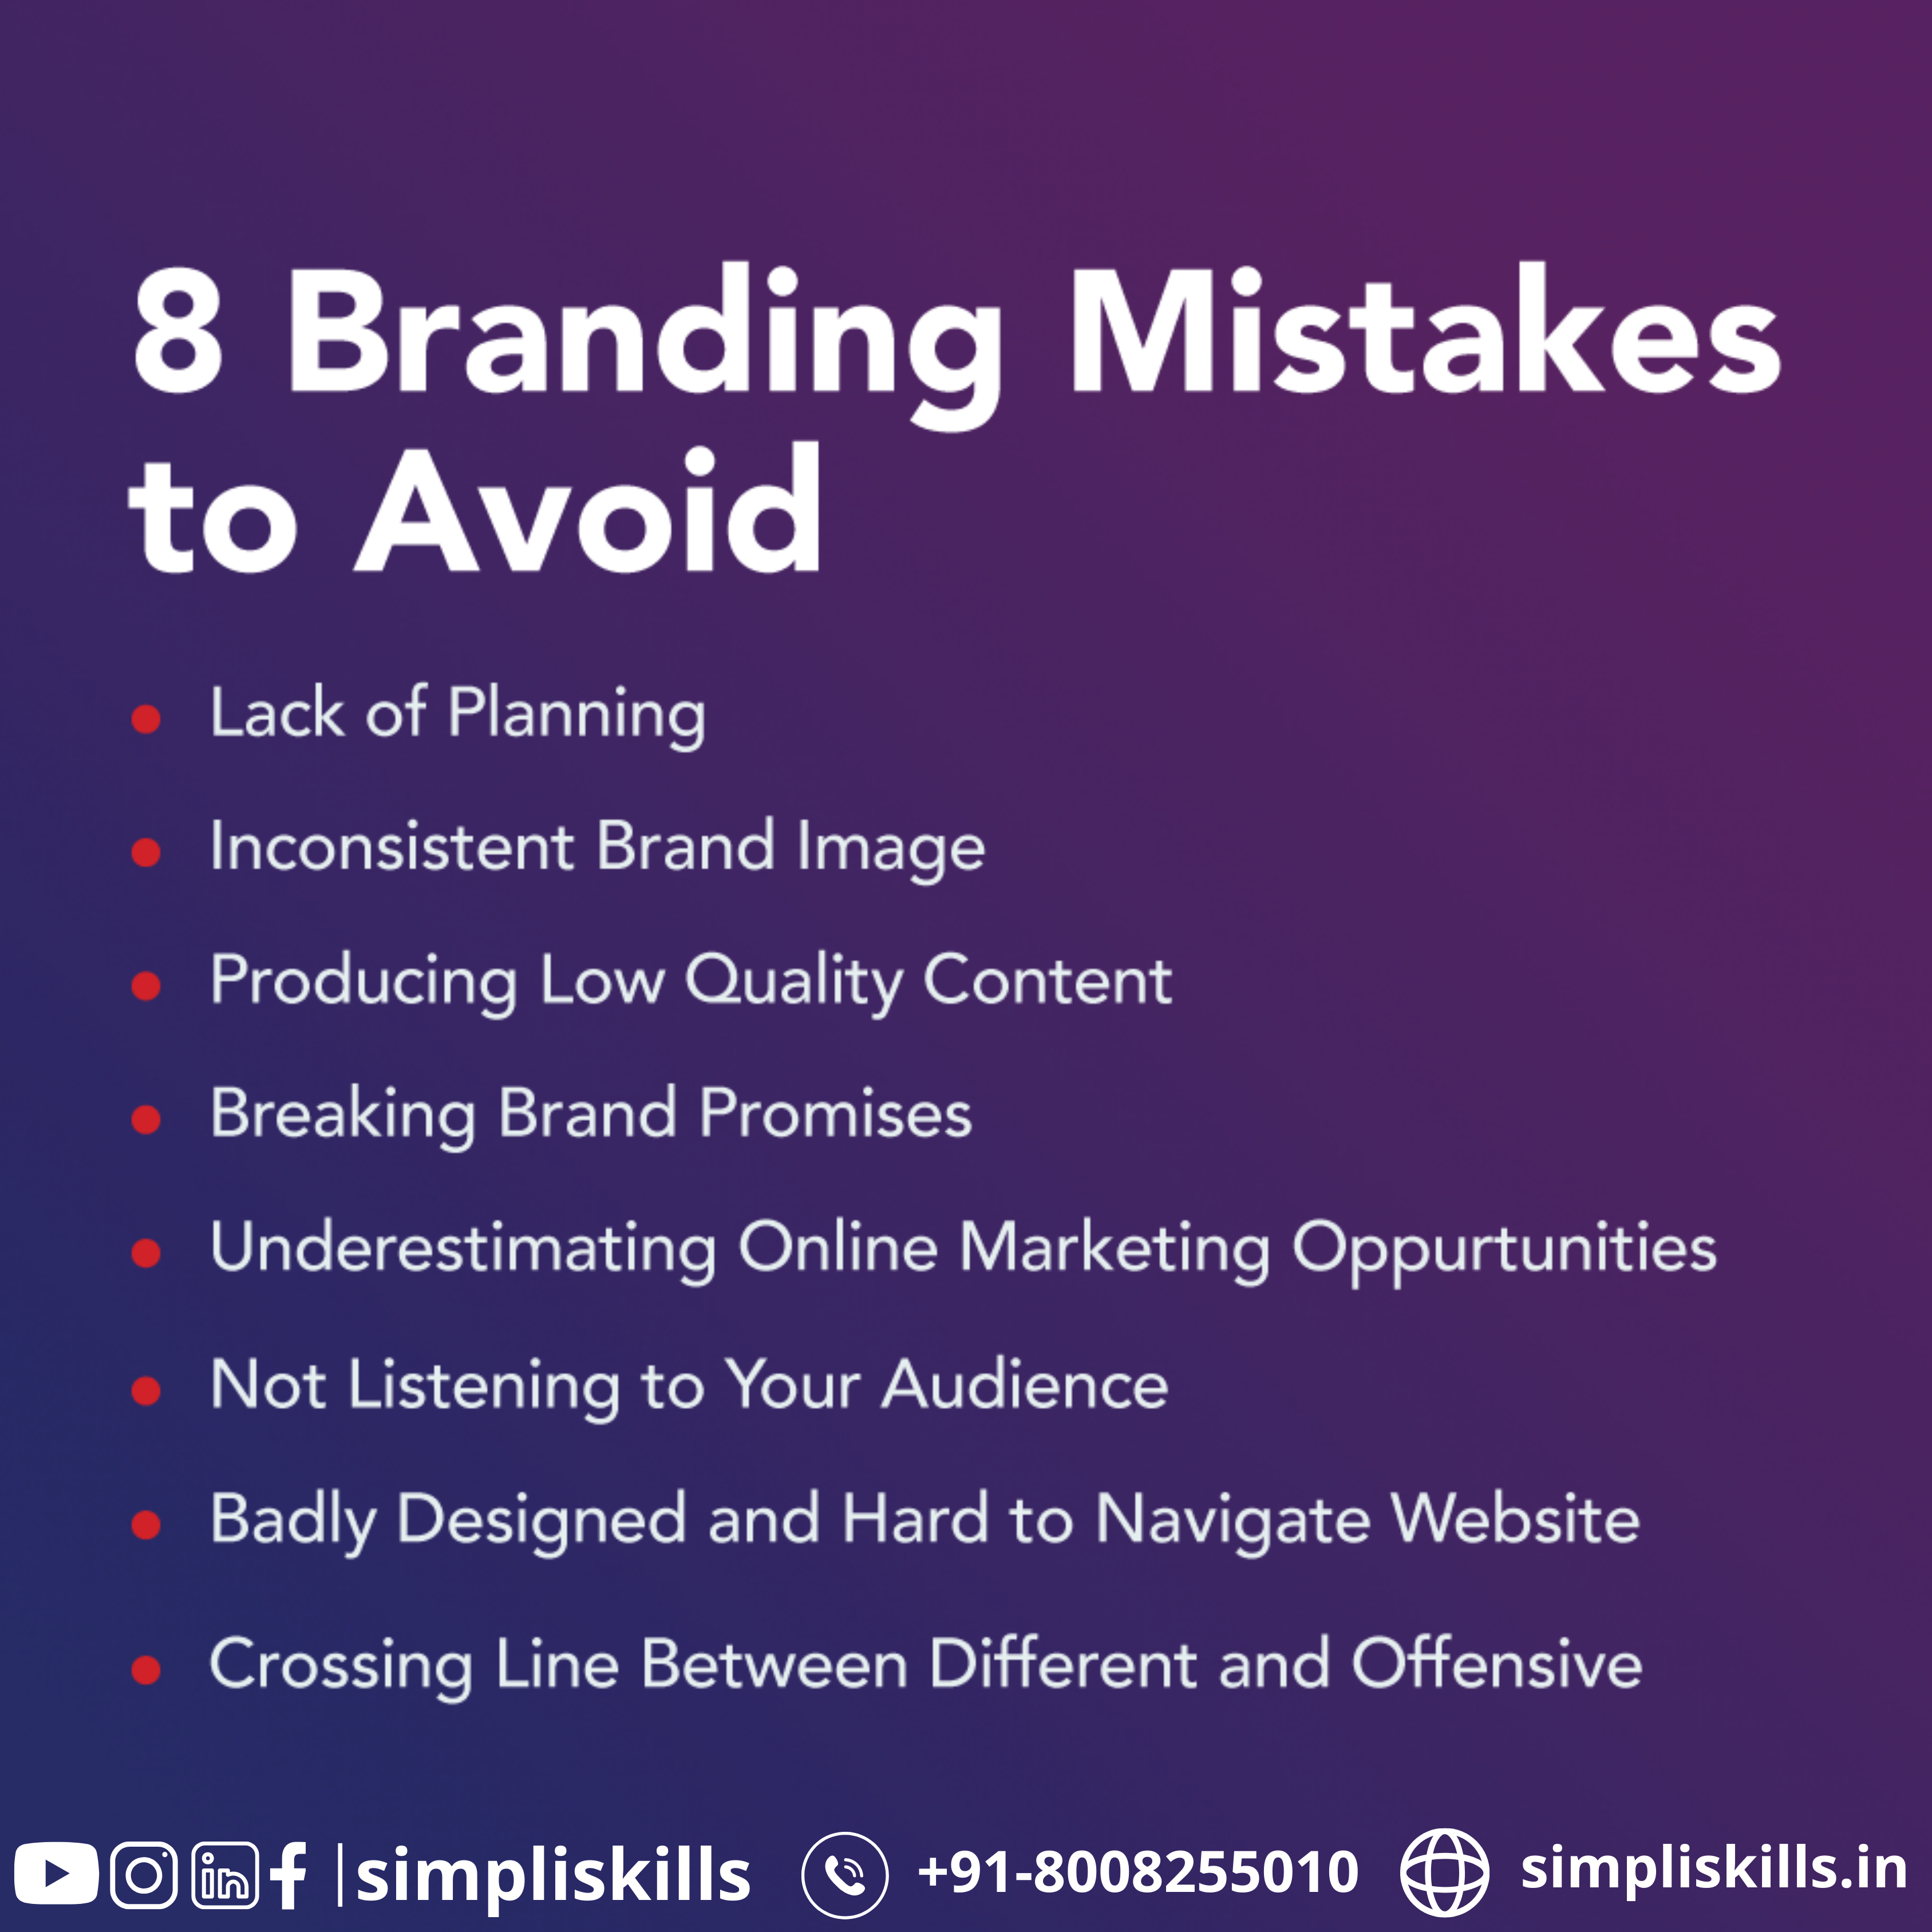 8 Branding Mistakes
to Avoid
Lack of Planning
Inconsistent Brand Image
Producing Low Quality Content
Breaking Brand Promises
Underestimating Online Marketing Oppurtunities
Not Listening to Your Audience
Badly Designed and Hard to Navigate Website
Crossing Line Between Different and Offensive
in f |simpliskills +91-8008255010 simpliskills.in